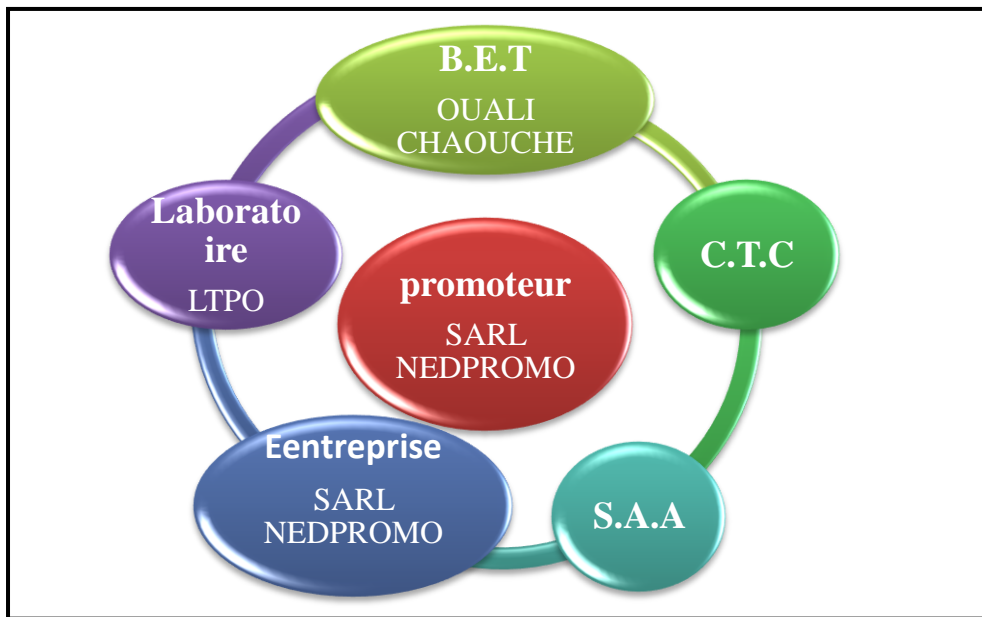 B.E.T
OUALI
CHAOUCHE
Laborato
ire
LTPO
C.T.C
promoteur
SARL
NEDPROMO
Eentreprise
SARL
NEDPROMO
S.A.A